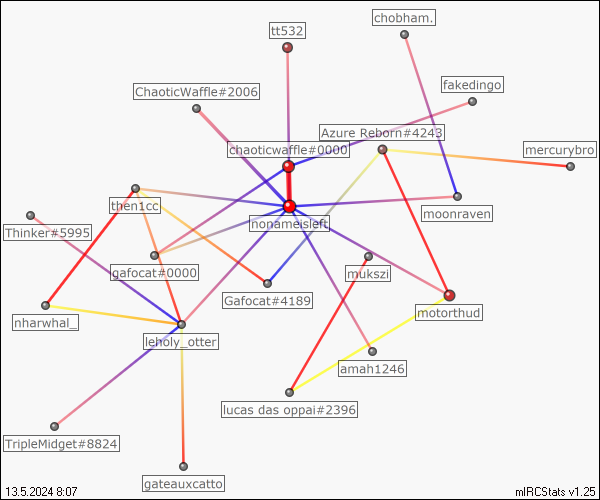 chobham.
tt532
fakedingo
ChaoticWaffle#2006
Azure Reborn#4243
chaoticwaffle#0000
mercurybro
then1cc
moonraven
nonameisleft
Thinker#5995
gafocat#0000
mukszi
Gafocat#4189
motorthud
nharwhal_
leholy_otter
amah1246
lucas das oppai#2396
TripleMidget#8824
gateauxcatto
13.5.2024 8:07
mIRCStats v1.25